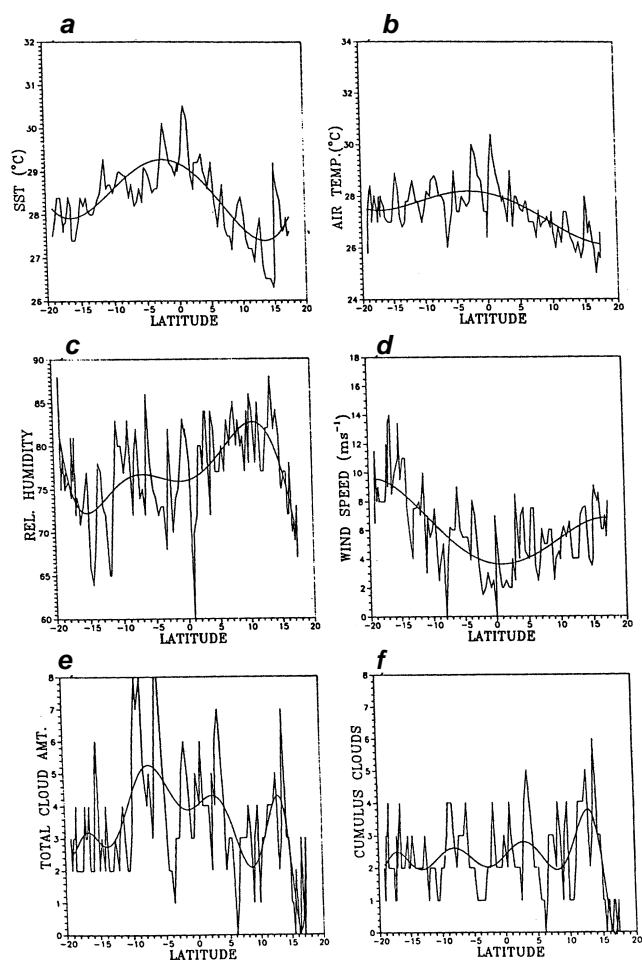 a
b
32
31
30
29
28
27
26
SST (°C)
-20 -15 -10 -5 0 5 10 15 20
LATITUDE
34
32
30
28
26
24
AIR TEMP.(°C)
-20 -15 -10 -5 0 5 10 15 20
LATITUDE
c
d
90
85
80
75
70
65
60
REL. HUMIDITY
-20 -15 -10 -5 0 5 10 15 20
LATITUDE
18
16
14
12
10
8
6
4
2
0
WIND SPEED (ms⁻¹)
-20 -15 -10 -5 0 5 10 15 20
LATITUDE
e
f
8
7
6
5
4
3
2
1
0
TOTAL CLOUD AMT.
-20 -15 -10 -5 0 5 10 15 20
LATITUDE
8
7
6
5
4
3
2
1
0
CUMULUS CLOUDS
-20 -15 -10 -5 0 5 10 15 20
LATITUDE